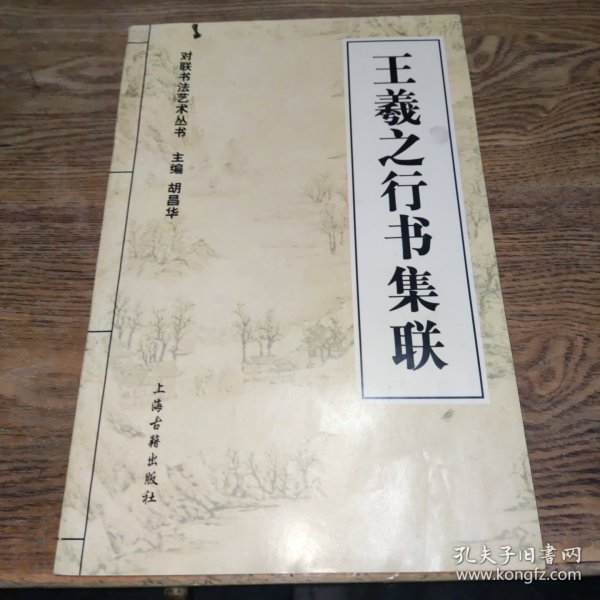 王羲之行书集联
对联书法艺术丛书
主编 胡昌华
上海古籍出版社
孔夫子旧书网
www.kongfz.com